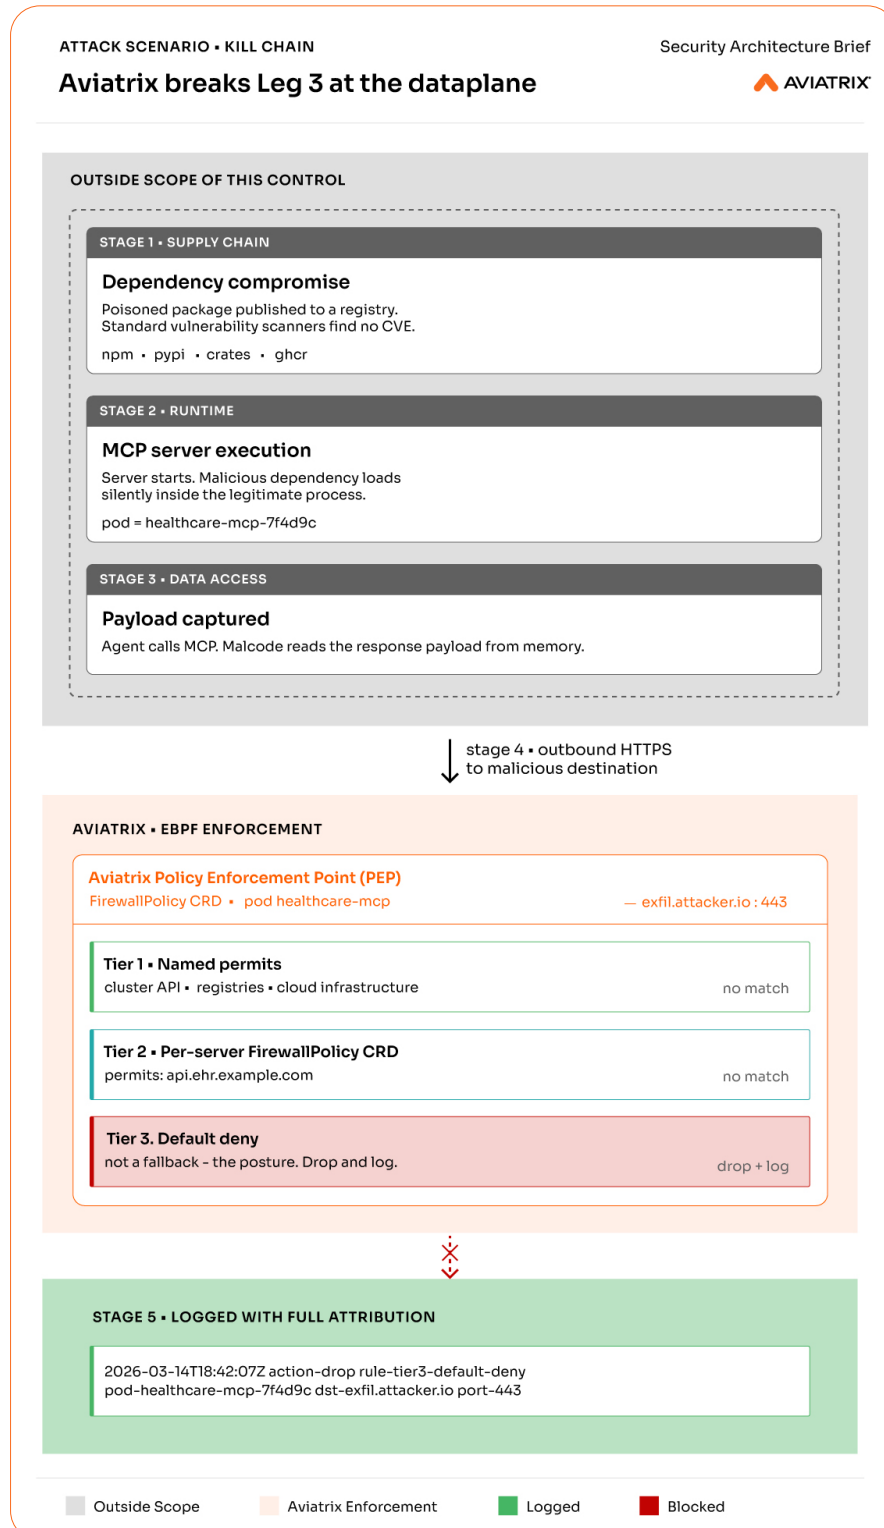 ATTACK SCENARIO • KILL CHAIN
Security Architecture Brief
Aviatrix breaks Leg 3 at the dataplane
AVIATRIX
OUTSIDE SCOPE OF THIS CONTROL
STAGE 1 • SUPPLY CHAIN
Dependency compromise
Poisoned package published to a registry.
Standard vulnerability scanners find no CVE.
npm • pypi • crates • ghcr
STAGE 2 • RUNTIME
MCP server execution
Server starts. Malicious dependency loads
silently inside the legitimate process.
pod = healthcare-mcp-7f4d9c
STAGE 3 • DATA ACCESS
Payload captured
Agent calls MCP. Malcode reads the response payload from memory.
stage 4 • outbound HTTPS
to malicious destination
AVIATRIX • EBPF ENFORCEMENT
Aviatrix Policy Enforcement Point (PEP)
FirewallPolicy CRD • pod healthcare-mcp
— exfil.attacker.io : 443
Tier 1 • Named permits
cluster API • registries • cloud infrastructure
no match
Tier 2 • Per-server FirewallPolicy CRD
permits: api.ehr.example.com
no match
Tier 3. Default deny
not a fallback - the posture. Drop and log.
drop + log
STAGE 5 • LOGGED WITH FULL ATTRIBUTION
2026-03-14T18:42:07Z action-drop rule-tier3-default-deny
pod-healthcare-mcp-7f4d9c dst-exfil.attacker.io port-443
Outside Scope
Aviatrix Enforcement
Logged
Blocked